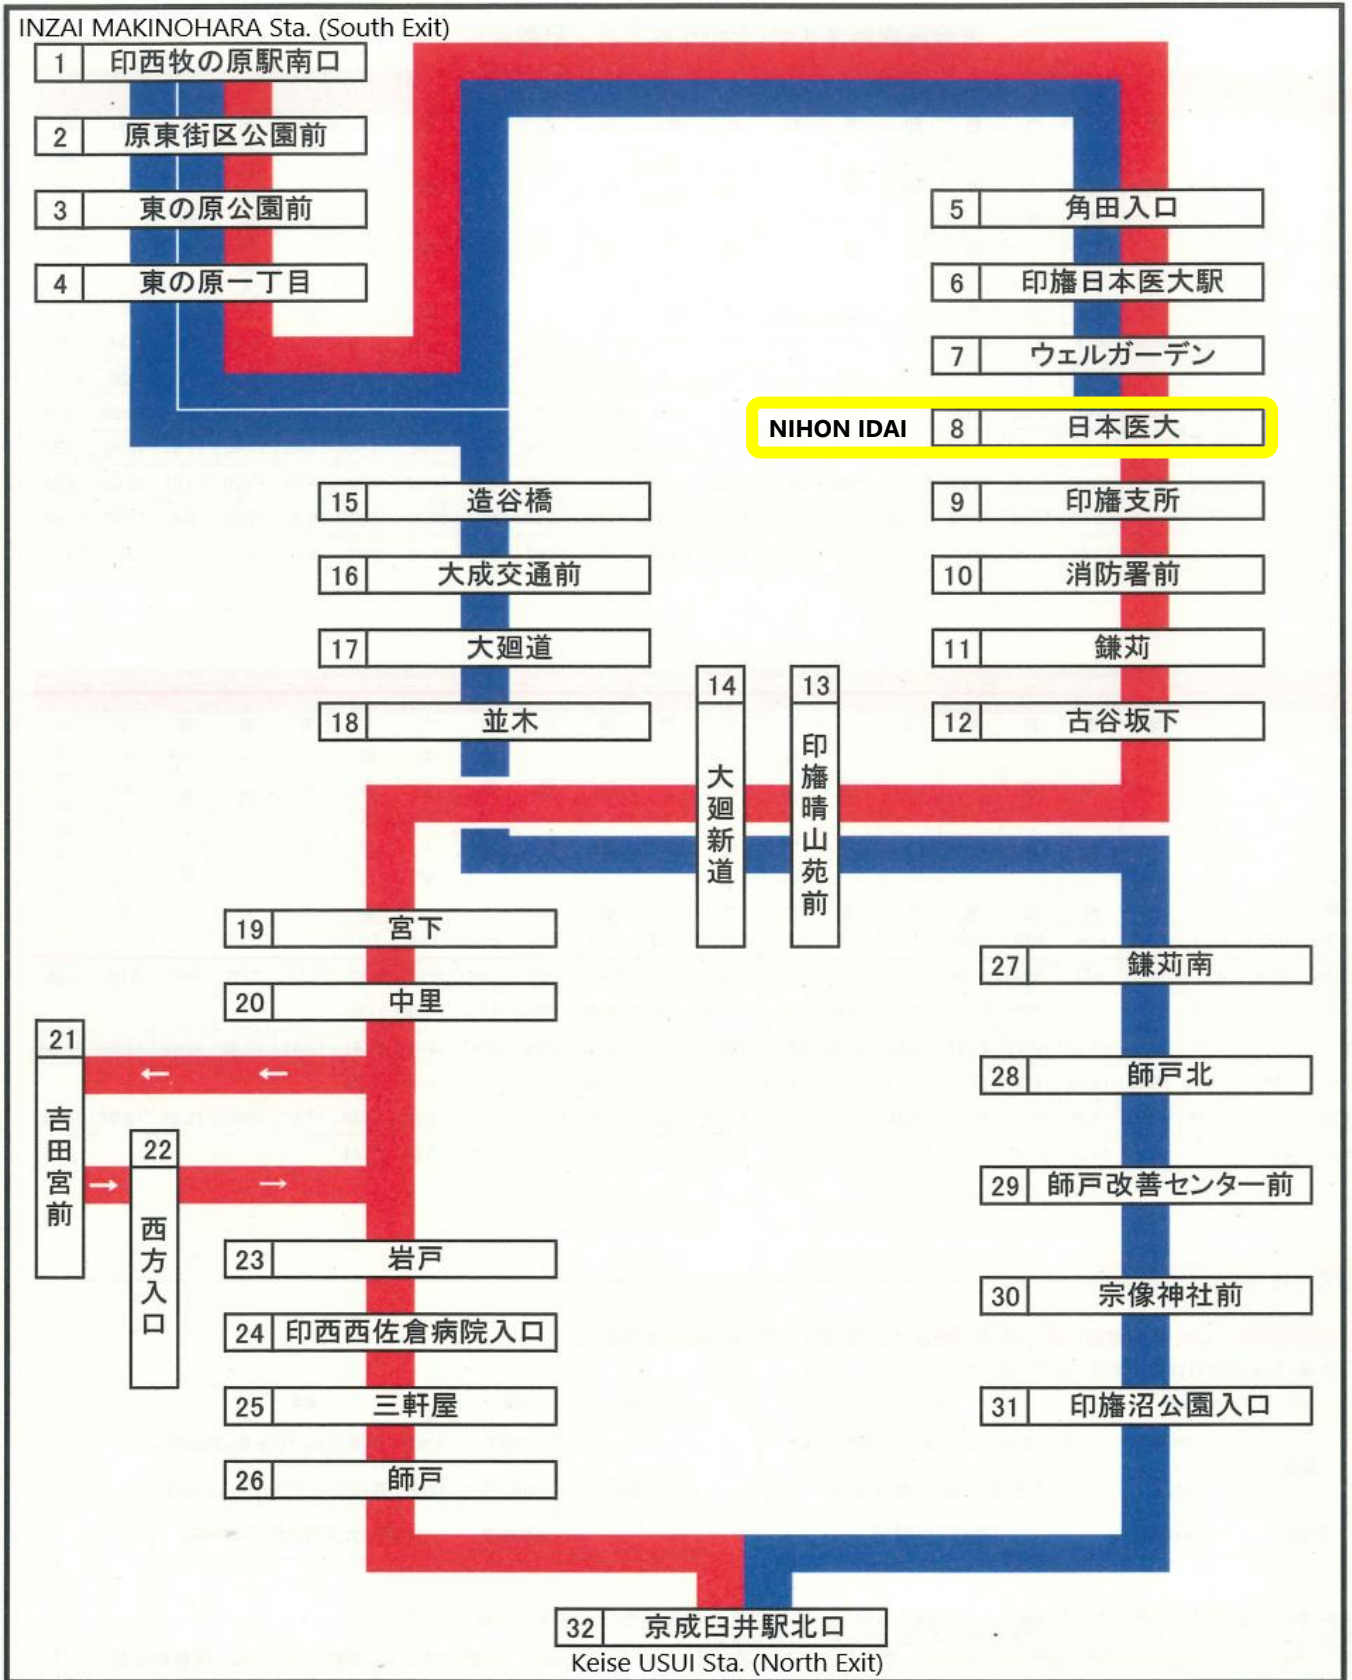 INZAI MAKINOHARA Sta. (South Exit)
1 印西牧の原駅南口
2 原東街区公園前
3 東の原公園前
4 東の原一丁目
5 角田入口
6 印旛日本医大駅
7 ウェルガーデン
NIHON IDAI 8 日本医大
9 印旛支所
10 消防署前
11 鎌苅
12 古谷坂下
13 印旛晴山苑前
14 大廻新道
15 造谷橋
16 大成交通前
17 大廻道
18 並木
19 宮下
20 中里
21 吉田宮前
22 西方入口
23 岩戸
24 印西西佐倉病院入口
25 三軒屋
26 師戸
27 鎌苅南
28 師戸北
29 師戸改善センター前
30 宗像神社前
31 印旛沼公園入口
32 京成臼井駅北口
Keise USUI Sta. (North Exit)